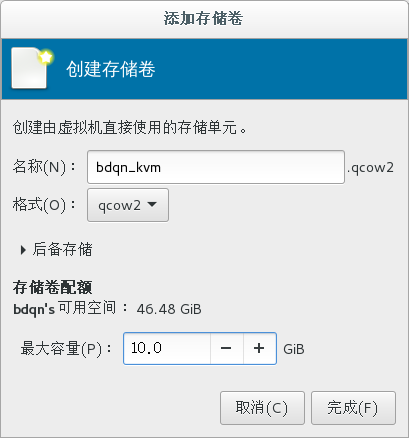 添加存储卷
创建存储卷
创建由虚拟机直接使用的存储单元。
名称(N)： bdqn_kvm .qcow2
格式(O)： qcow2
后备存储
存储卷配额
bdqn's 可用空间： 46.48 GiB
最大容量(P)： 10.0 − + GiB
取消(C) 完成(F)